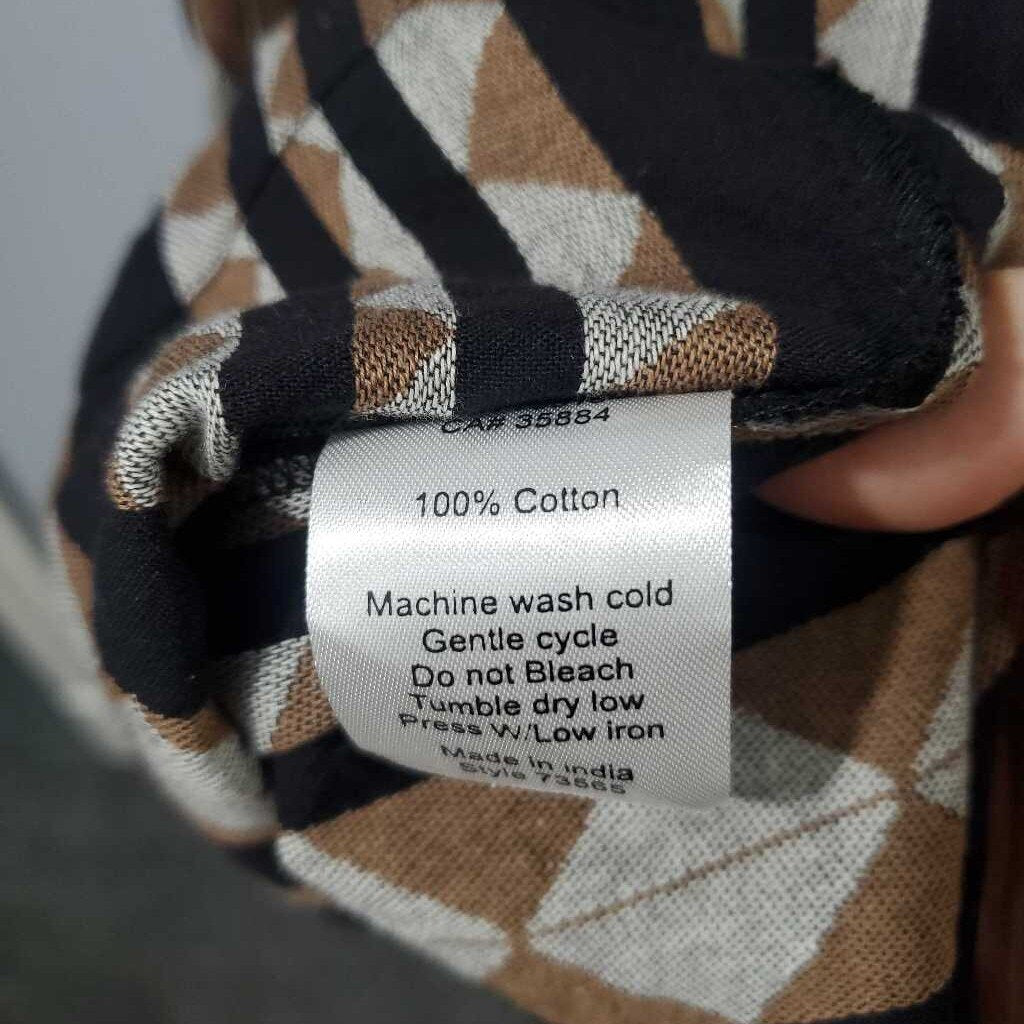 CA# 35884
100% Cotton
Machine wash cold
Gentle cycle
Do not Bleach
Tumble dry low
Press W/Low iron
Made in India
Style 73565